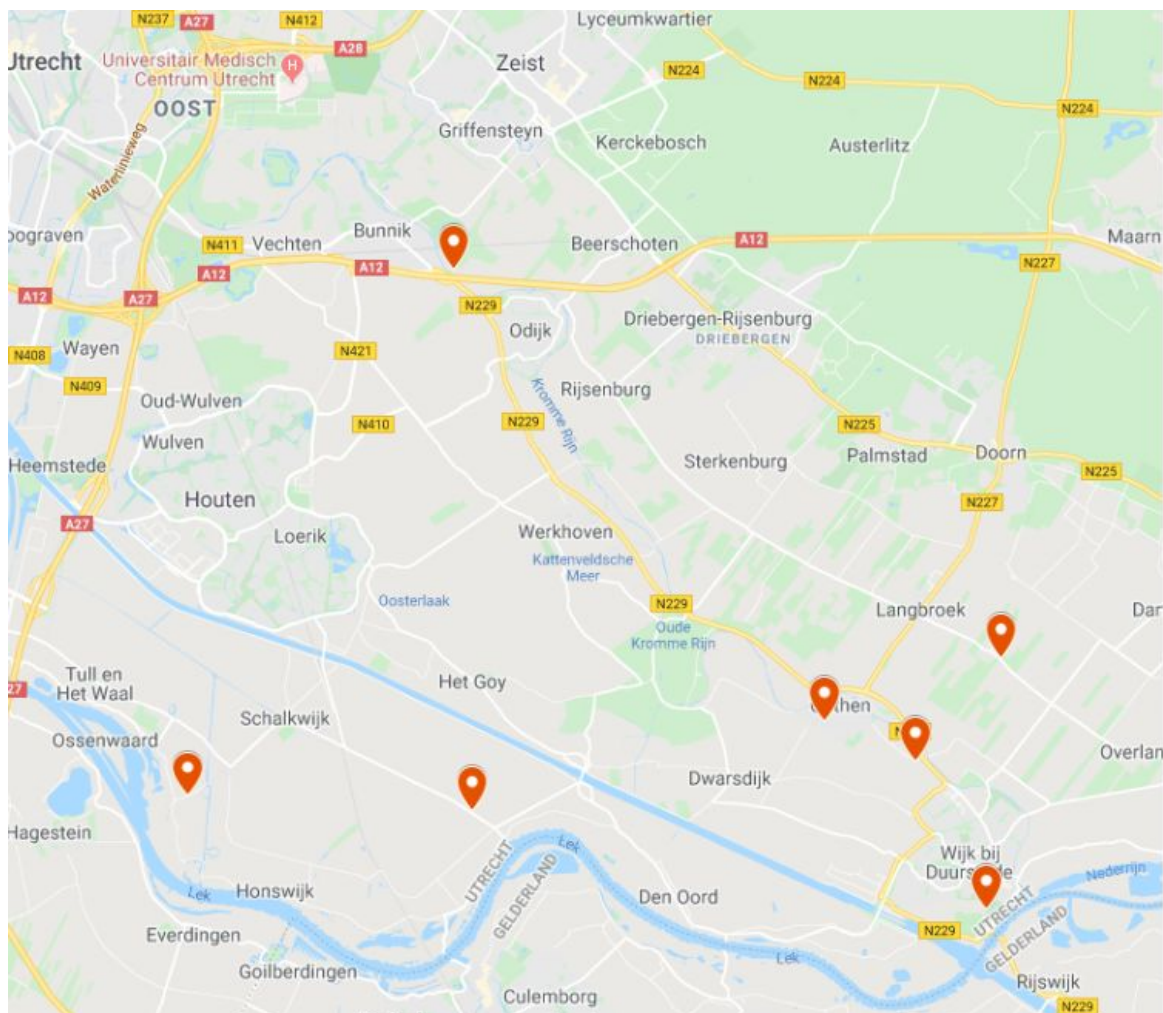 N237
A27
N412
Lyceumkwartier
A28
Universitair Medisch
Centrum Utrecht
H
Zeist
N224
N224
N224
OOST
Waterlinieweg
Griffensteyn
Kerckebosch
Austerlitz
N411
Vechten
Bunnik
Beerschoten
A12
Maarn
A12
A12
A12
A27
N227
N229
Driebergen-Rijsenburg
DRIEBERGEN
Odijk
N408
Wayen
N421
N409
Oud-Wulven
Kromme Rijn
Rijsenburg
N410
N229
N225
Wulven
Heemstede
Sterkenburg
Palmstad
Doorn
N225
Houten
N227
A27
Loerik
Werkhoven
Kattenveldsche
Meer
Oosterlaak
N229
Langbroek
Oude
Kromme Rijn
Tull en
Het Waal
27
Het Goy
Schalkwijk
Ossenwaard
Dwarsdijk
Hagestein
UTRECHT
GELDERLAND
Lek
Wijk bij
Nederrijn
Lek
Honswijk
Den Oord
UTRECHT
GELDERLAND
Everdingen
N229
Goilberdingen
Lek
Rijswijk
Culemborg
N229